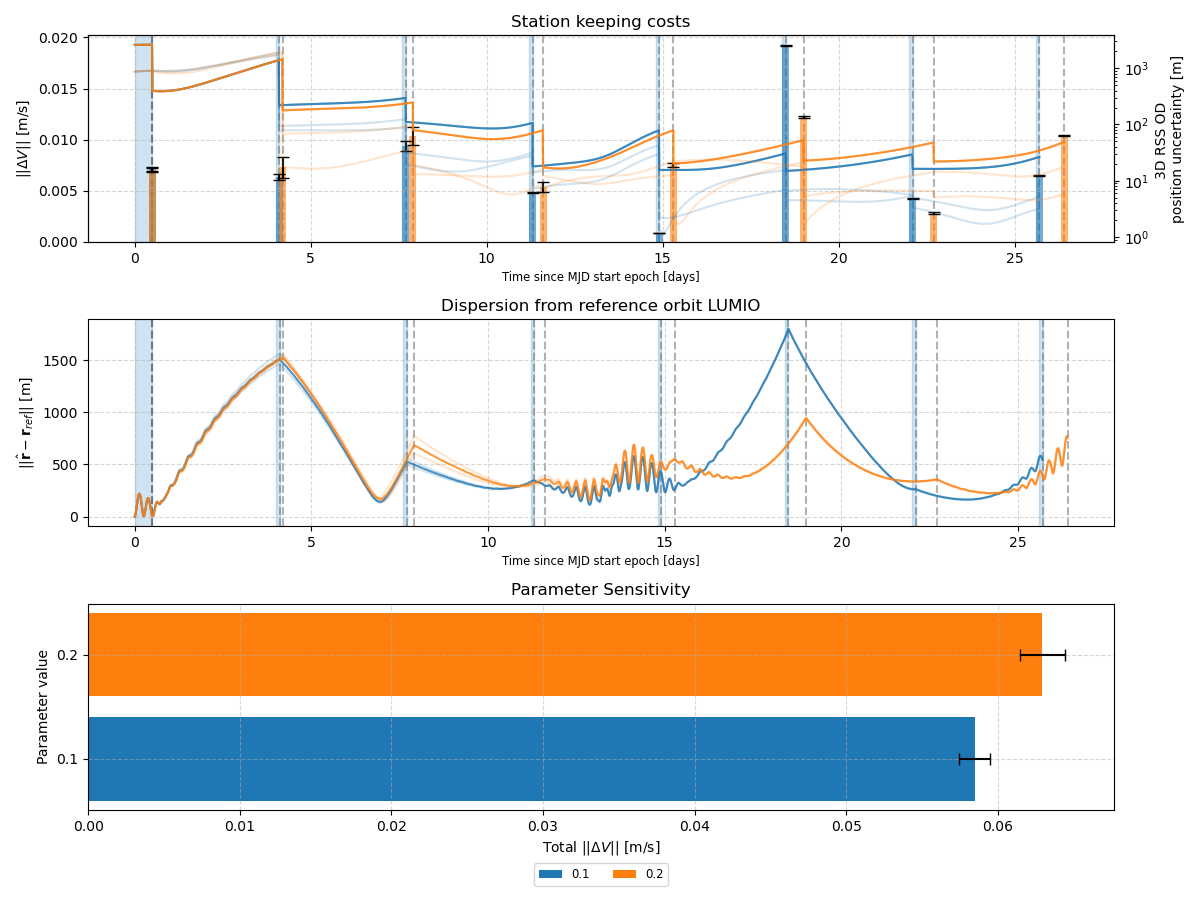 Station keeping costs
0.020
0.015
0.010
0.005
0.000
||ΔV|| [m/s]
10³
10²
10¹
10⁰
3D RSS OD
position uncertainty [m]
0 5 10 15 20 25
Time since MJD start epoch [days]
Dispersion from reference orbit LUMIO
1500
1000
500
0
||r̂ − r_ref|| [m]
0 5 10 15 20 25
Time since MJD start epoch [days]
Parameter Sensitivity
0.2
0.1
Parameter value
0.00 0.01 0.02 0.03 0.04 0.05 0.06
Total ||ΔV|| [m/s]
0.1 0.2